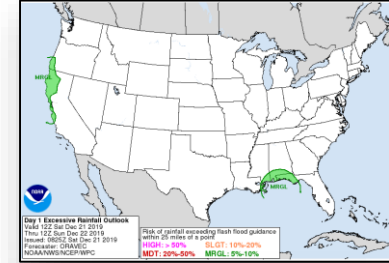 MRGL
MRGL
NOAA
Day 1 Excessive Rainfall Outlook
Valid 12Z Sat Dec 21 2019
Thru 12Z Sun Dec 22 2019
Issued: 0825Z Sat Dec 21 2019
Forecaster: ORAVEC
NOAA/NWS/NCEP/WPC
Risk of rainfall exceeding flash flood guidance
within 25 miles of a point
HIGH: > 50% SLGT: 10%-20%
MDT: 20%-50% MRGL: 5%-10%